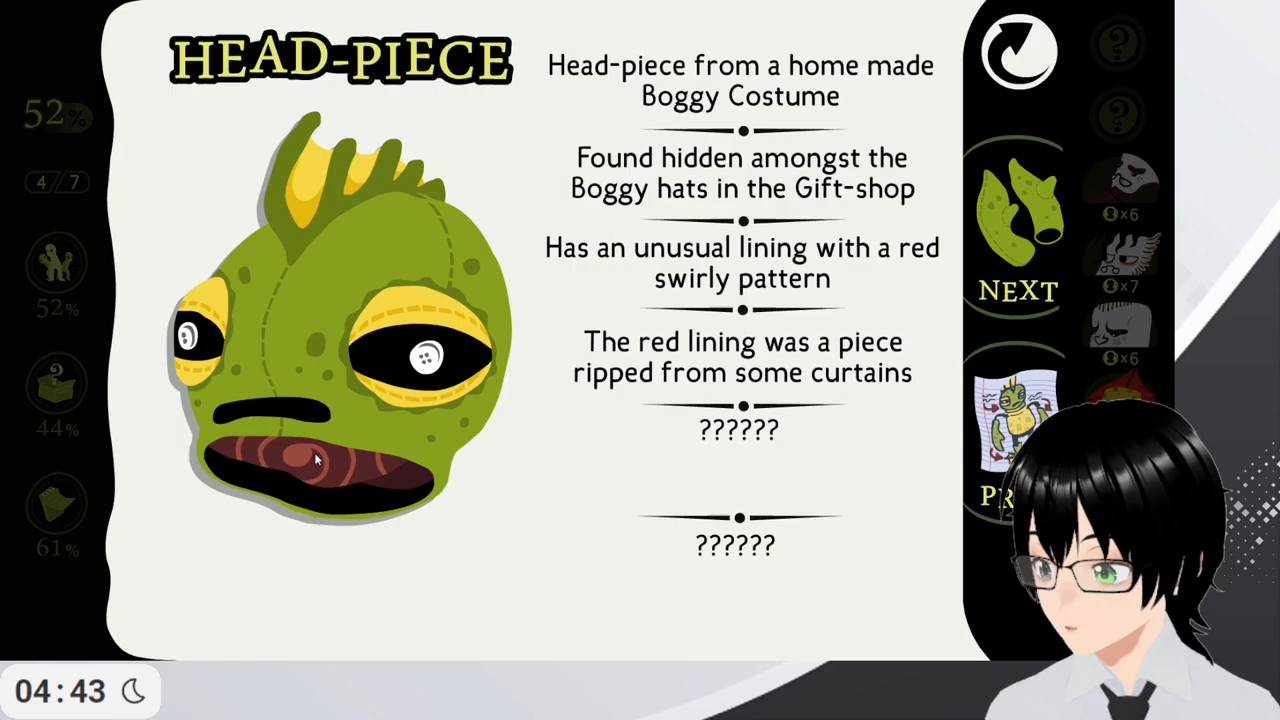 HEAD-PIECE
Head-piece from a home made
Boggy Costume
Found hidden amongst the
Boggy hats in the Gift-shop
Has an unusual lining with a red
swirly pattern
The red lining was a piece
ripped from some curtains
??????
??????
52%
4/7
52%
44%
61%
NEXT
?
?
x6
x7
x6
04:43